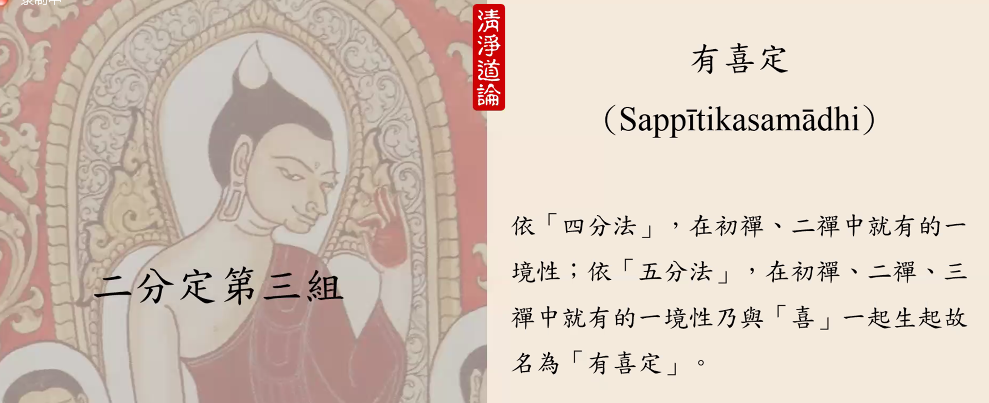 清淨道論
二分定第三組
有喜定
（Sappītikasamādhi）
依「四分法」，在初禪、二禪中就有的一
境性；依「五分法」，在初禪、二禪、三
禪中就有的一境性乃與「喜」一起生起故
名為「有喜定」。